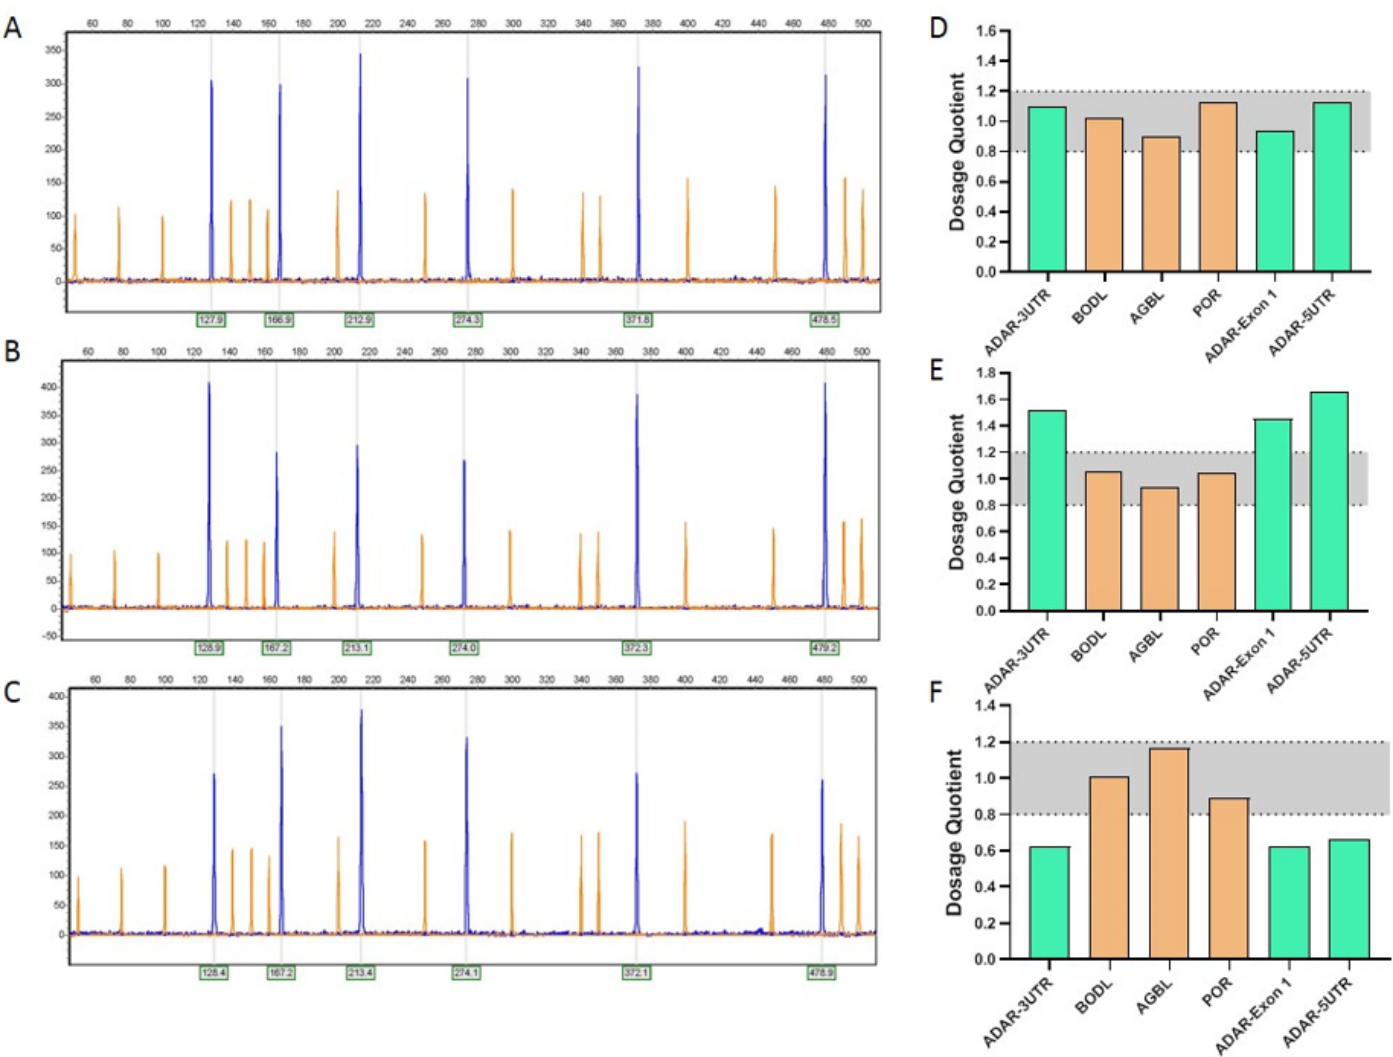 A
60 80 100 120 140 160 180 200 220 240 260 280 300 320 340 360 380 400 420 440 460 480 500
350
300
250
200
150
100
50
0
127.9 166.9 212.9 274.3 371.8 478.5
B
60 80 100 120 140 160 180 200 220 240 260 280 300 320 340 360 380 400 420 440 460 480 500
400
350
300
250
200
150
100
50
0
-50
128.9 167.2 213.1 274.0 372.3 479.2
C
60 80 100 120 140 160 180 200 220 240 260 280 300 320 340 360 380 400 420 440 460 480 500
400
350
300
250
200
150
100
50
0
128.4 167.2 213.4 274.1 372.1 478.9
D
Dosage Quotient
1.6
1.4
1.2
1.0
0.8
0.6
0.4
0.2
0.0
ADAR-3UTR
BODL
AGBL
POR
ADAR-Exon 1
ADAR-5UTR
E
Dosage Quotient
1.8
1.6
1.4
1.2
1.0
0.8
0.6
0.4
0.2
0.0
ADAR-3UTR
BODL
AGBL
POR
ADAR-Exon 1
ADAR-5UTR
F
Dosage Quotient
1.4
1.2
1.0
0.8
0.6
0.4
0.2
0.0
ADAR-3UTR
BODL
AGBL
POR
ADAR-Exon 1
ADAR-5UTR